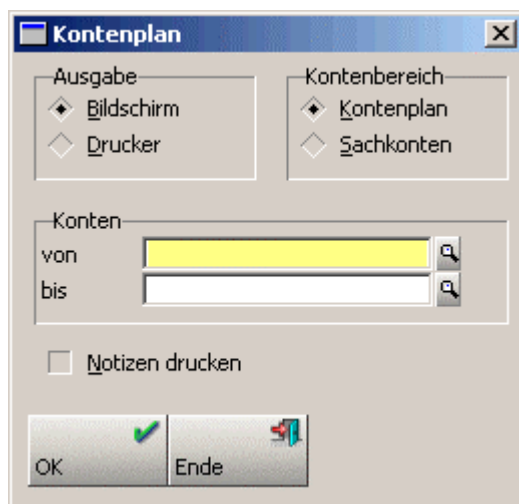 Kontenplan
Ausgabe
Bildschirm
Drucker
Kontenbereich
Kontenplan
Sachkonten
Konten
von
bis
Notizen drucken
OK
Ende